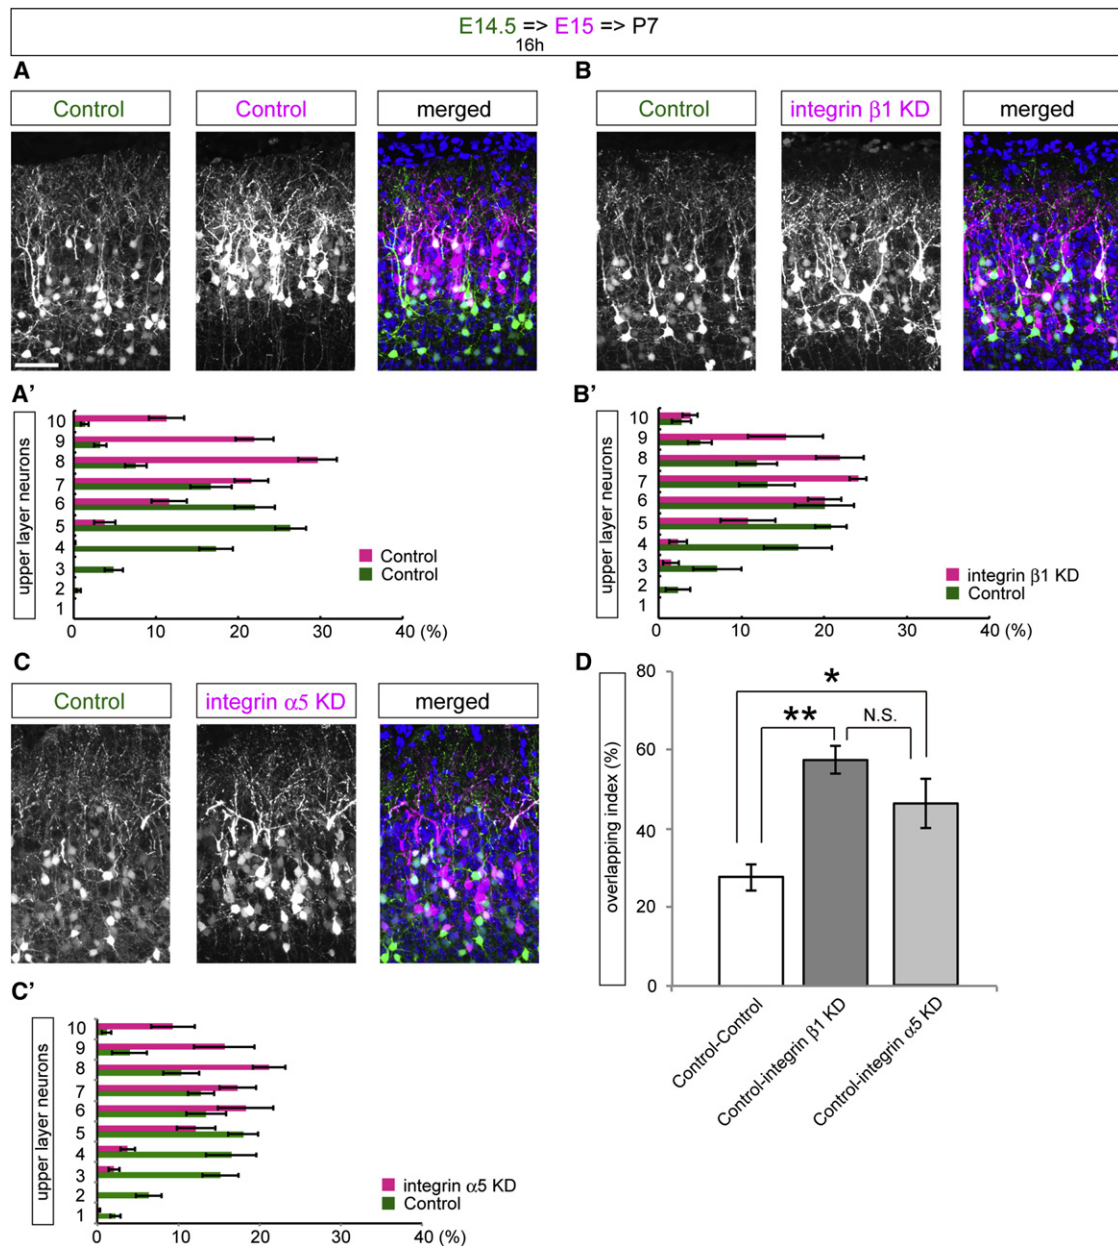 E14.5 => E15 => P7
16h
A
Control
Control
merged
B
Control
integrin β1 KD
merged
A'
upper layer neurons
10
9
8
7
6
5
4
3
2
1
Control
Control
0
10
20
30
40 (%)
B'
upper layer neurons
10
9
8
7
6
5
4
3
2
1
integrin β1 KD
Control
0
10
20
30
40 (%)
C
Control
integrin α5 KD
merged
D
overlapping index (%)
80
60
40
20
0
*
**
N.S.
Control-Control
Control-integrin β1 KD
Control-integrin α5 KD
C'
upper layer neurons
10
9
8
7
6
5
4
3
2
1
integrin α5 KD
Control
0
10
20
30
40 (%)